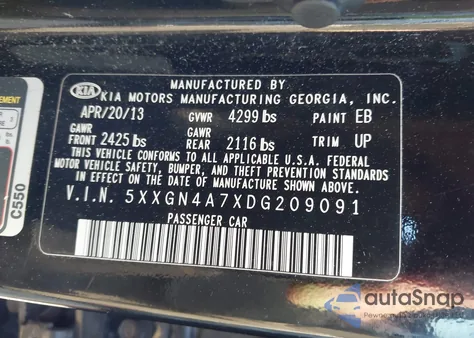 MANUFACTURED BY
KIA KIA MOTORS MANUFACTURING GEORGIA, INC.
APR/20/13 GVWR 4299 lbs PAINT EB
GAWR FRONT 2425 lbs GAWR REAR 2116 lbs TRIM UP
THIS VEHICLE CONFORMS TO ALL APPLICABLE U.S.A. FEDERAL
MOTOR VEHICLE SAFETY, BUMPER, AND THEFT PREVENTION STANDARDS
IN EFFECT ON THE DATE OF MANUFACTURE SHOWN ABOVE.
V.I.N. 5XXGN4A7XDG209091
PASSENGER CAR
C550
autoSnap